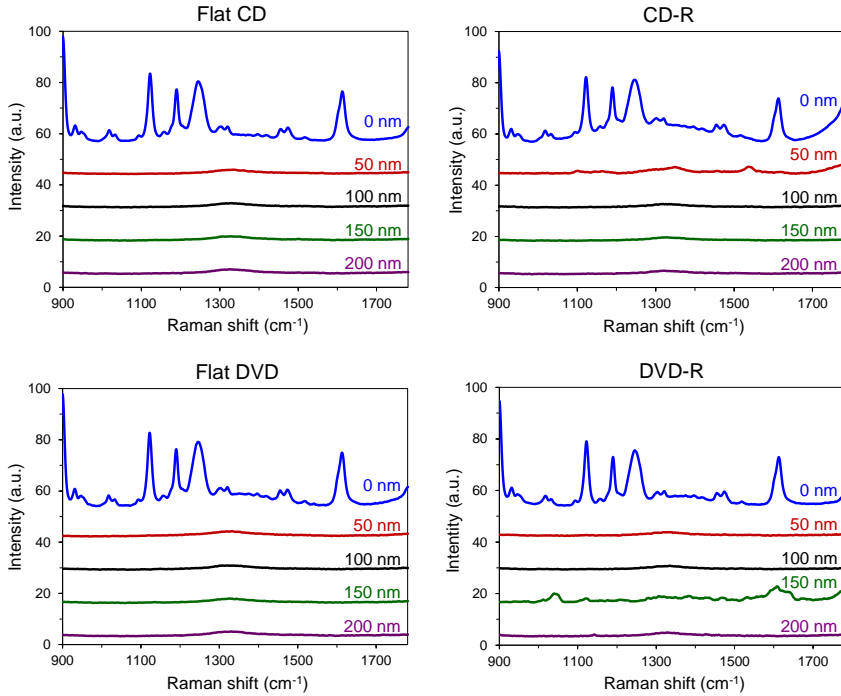 Flat CD
100
80
60
40
20
0
Intensity (a.u.)
0 nm
50 nm
100 nm
150 nm
200 nm
900 1100 1300 1500 1700
Raman shift (cm⁻¹)
CD-R
100
80
60
40
20
0
Intensity (a.u.)
0 nm
50 nm
100 nm
150 nm
200 nm
900 1100 1300 1500 1700
Raman shift (cm⁻¹)
Flat DVD
100
80
60
40
20
0
Intensity (a.u.)
0 nm
50 nm
100 nm
150 nm
200 nm
900 1100 1300 1500 1700
Raman shift (cm⁻¹)
DVD-R
100
80
60
40
20
0
Intentity (a.u.)
0 nm
50 nm
100 nm
150 nm
200 nm
900 1100 1300 1500 1700
Raman shift (cm⁻¹)